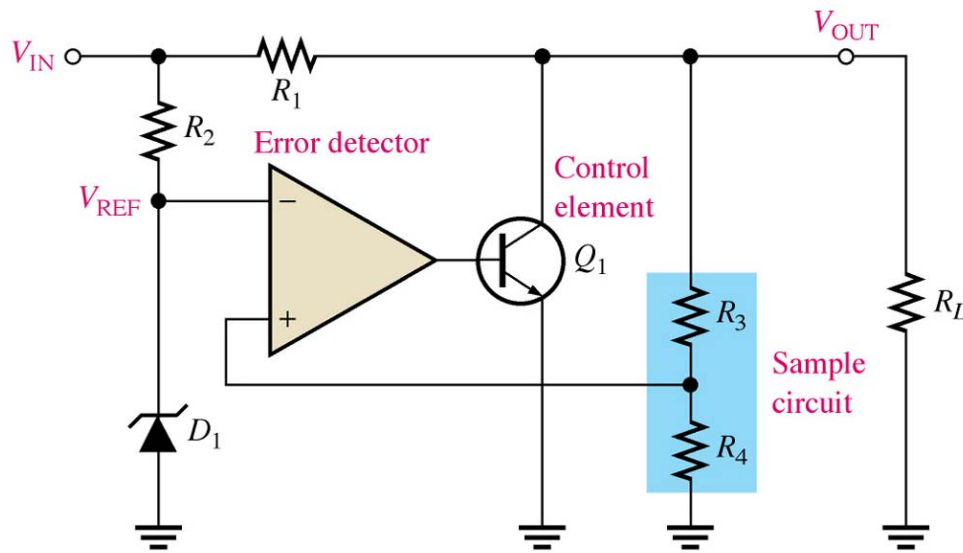 V_IN
V_OUT
R_1
R_2
Error detector
Control
element
V_REF
−
Q_1
+
R_3
R_L
Sample
circuit
D_1
R_4